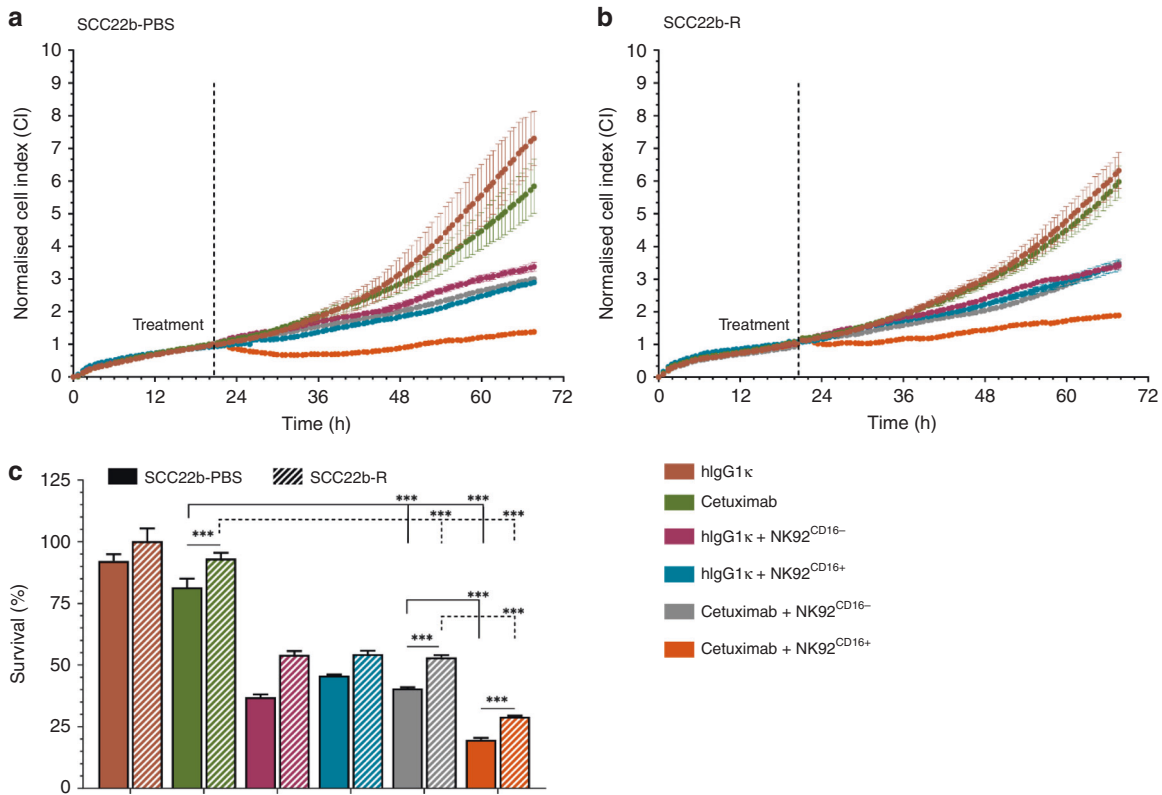 a
SCC22b-PBS
10
9
8
7
6
5
4
3
2
1
0
Normalised cell index (CI)
Treatment
0 12 24 36 48 60 72
Time (h)
b
SCC22b-R
10
9
8
7
6
5
4
3
2
1
0
Normalised cell index (CI)
Treatment
0 12 24 36 48 60 72
Time (h)
c
SCC22b-PBS SCC22b-R
125
100
75
50
25
0
Survival (%)
*** *** ***
*** ***
***
***
***
***
hIgG1κ
Cetuximab
hIgG1κ + NK92CD16–
hIgG1κ + NK92CD16+
Cetuximab + NK92CD16–
Cetuximab + NK92CD16+